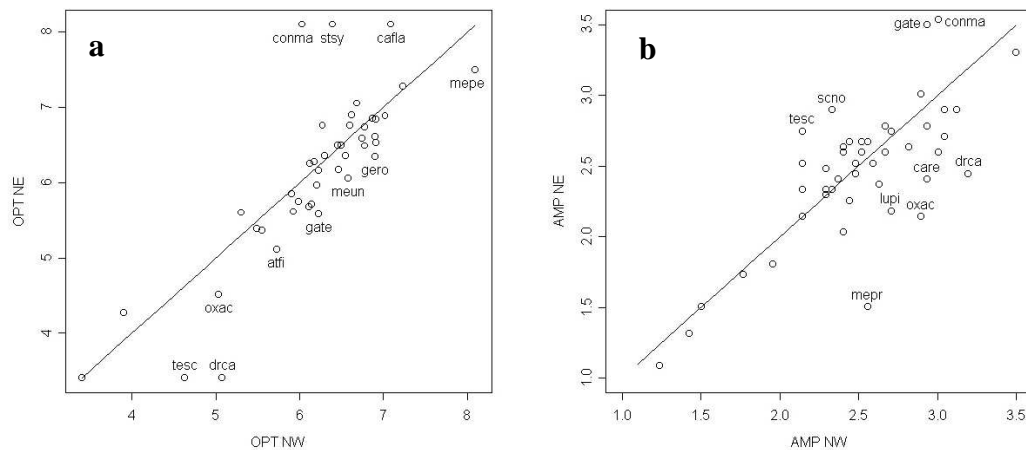 a
conma stsy cafla
mepe
gero
meun
gate
atfi
oxac
tesc drca
OPT NE
8
7
6
5
4
4 5 6 7 8
OPT NW
b
gate conma
scno
tesc
care drca
lupi oxac
mepr
AMP NE
3.5
3.0
2.5
2.0
1.5
1.0
1.0 1.5 2.0 2.5 3.0 3.5
AMP NW